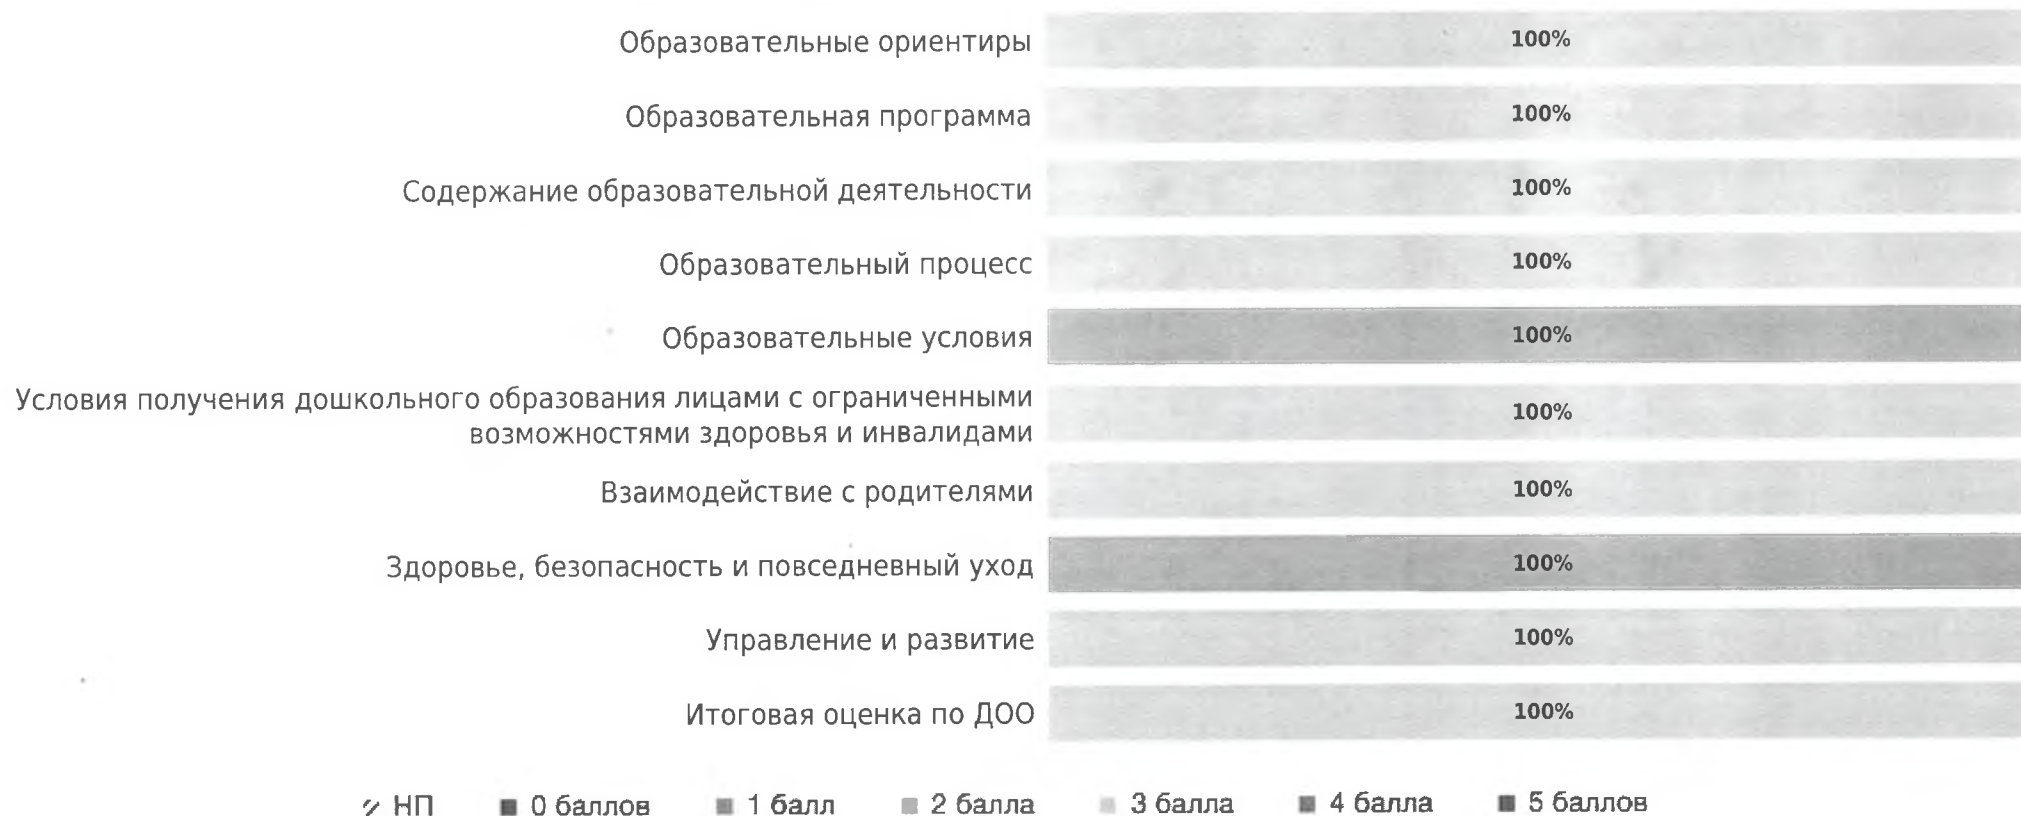 Образовательные ориентиры 100%
Образовательная программа 100%
Содержание образовательной деятельности 100%
Образовательный процесс 100%
Образовательные условия 100%
Условия получения дошкольного образования лицами с ограниченными
возможностями здоровья и инвалидами 100%
Взаимодействие с родителями 100%
Здоровье, безопасность и повседневный уход 100%
Управление и развитие 100%
Итоговая оценка по ДОО 100%
НП 0 баллов 1 балл 2 балла 3 балла 4 балла 5 баллов